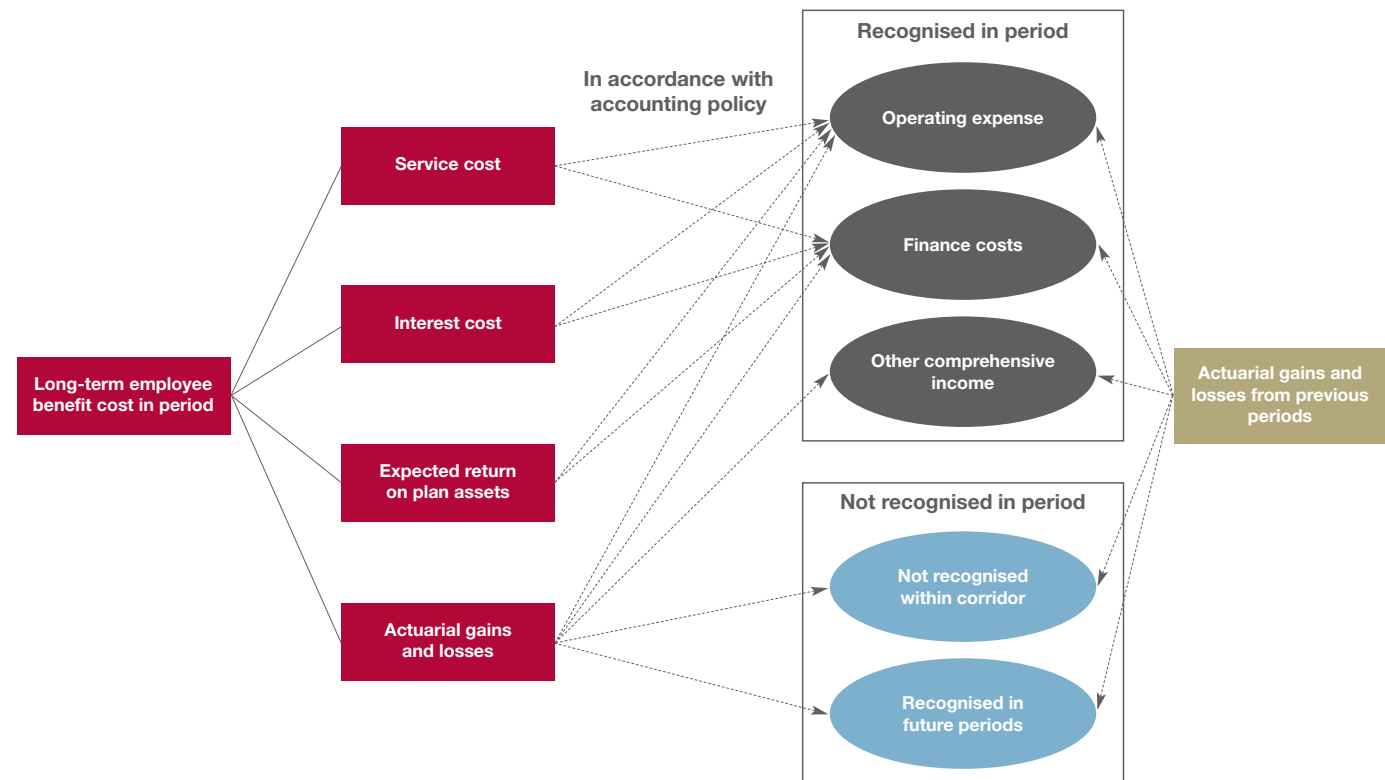 Recognised in period
In accordance with
accounting policy
Operating expense
Service cost
Finance costs
Interest cost
Other comprehensive
income
Long-term employee
benefit cost in period
Actuarial gains and
losses from previous
periods
Expected return
on plan assets
Not recognised in period
Not recognised
within corridor
Actuarial gains
and losses
Recognised in
future periods